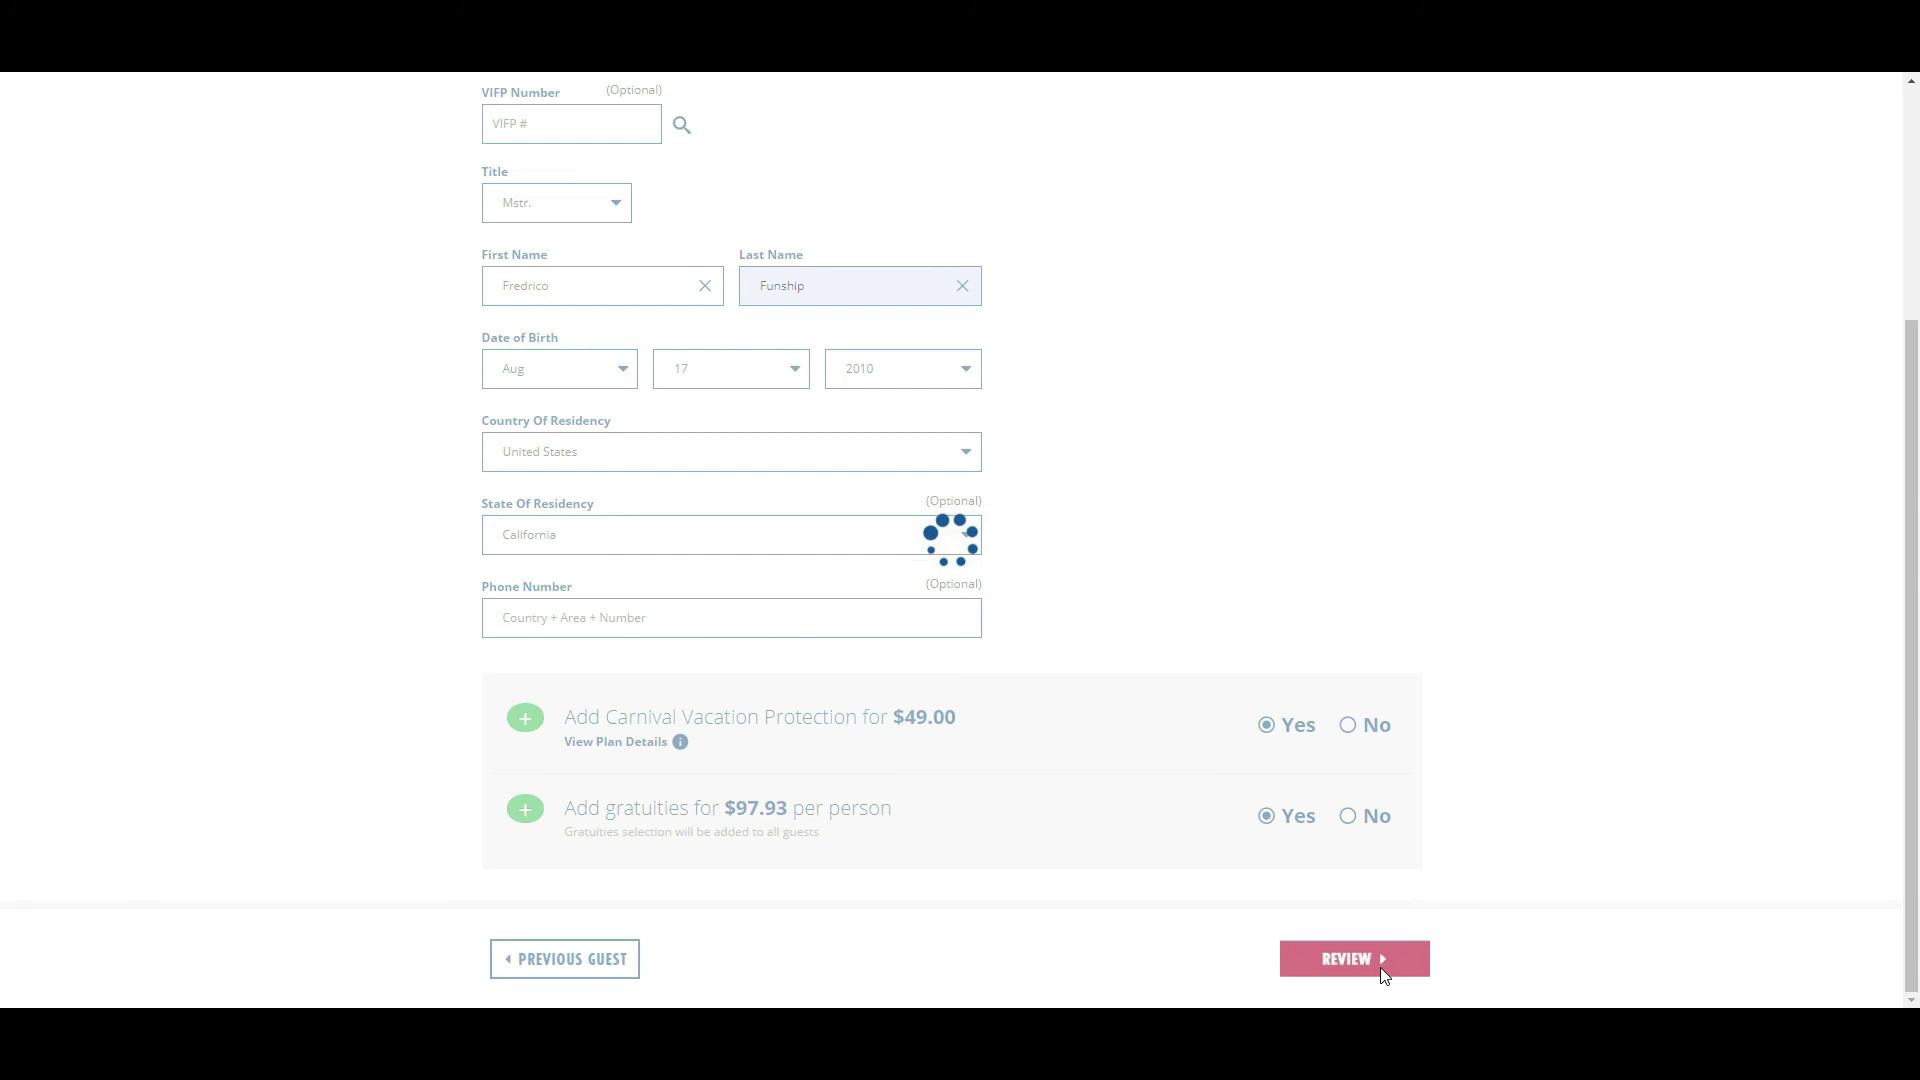 VIFP Number (Optional)
VIFP #
Title
Mstr.
First Name Last Name
Fredrico Funship
Date of Birth
Aug 17 2010
Country Of Residency
United States
State Of Residency (Optional)
California
Phone Number (Optional)
Country + Area + Number
Add Carnival Vacation Protection for $49.00
View Plan Details
Yes No
Add gratuities for $97.93 per person
Gratuities selection will be added to all guests
Yes No
PREVIOUS GUEST REVIEW